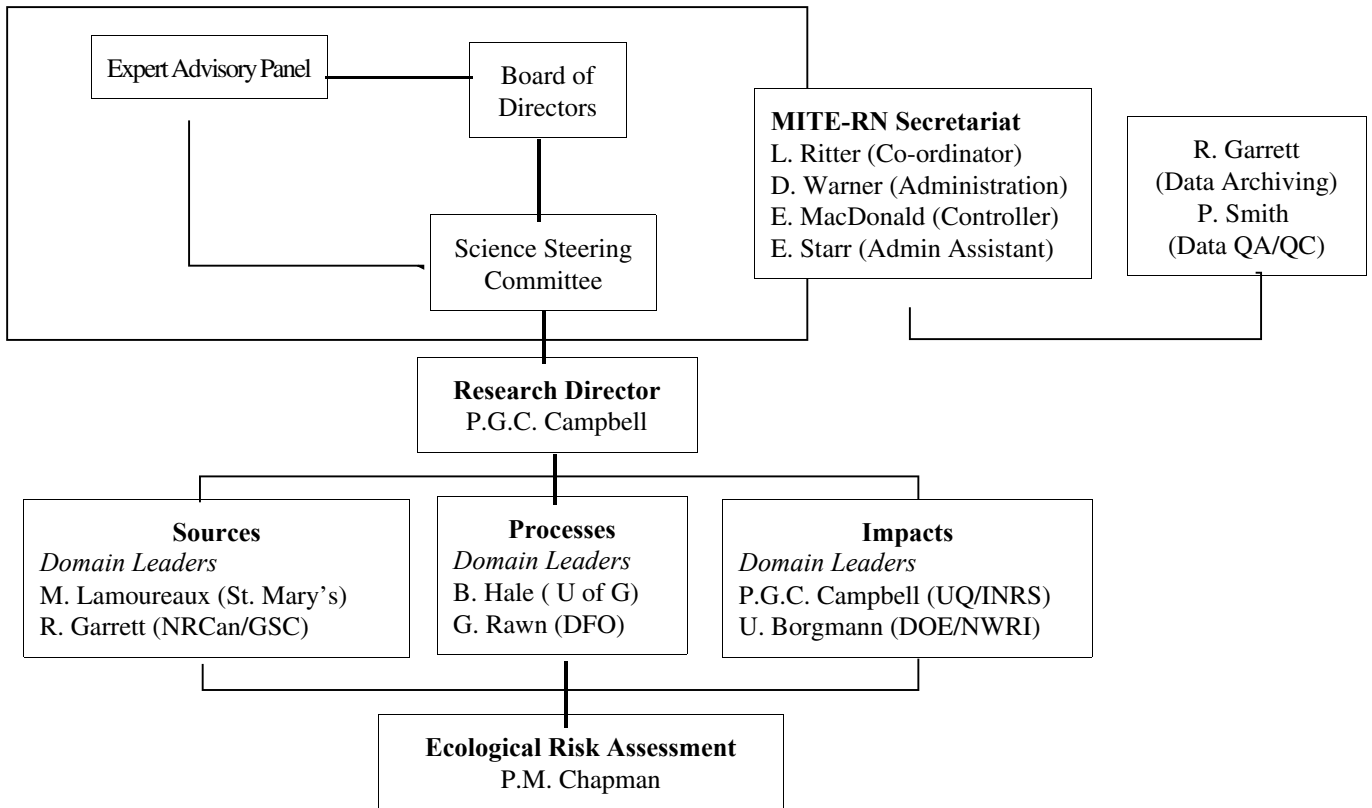 Expert Advisory Panel
Board of
Directors
Science Steering
Committee
MITE-RN Secretariat
L. Ritter (Co-ordinator)
D. Warner (Administration)
E. MacDonald (Controller)
E. Starr (Admin Assistant)
R. Garrett
(Data Archiving)
P. Smith
(Data QA/QC)
Research Director
P.G.C. Campbell
Sources
Domain Leaders
M. Lamoureaux (St. Mary's)
R. Garrett (NRCan/GSC)
Processes
Domain Leaders
B. Hale ( U of G)
G. Rawn (DFO)
Impacts
Domain Leaders
P.G.C. Campbell (UQ/INRS)
U. Borgmann (DOE/NWRI)
Ecological Risk Assessment
P.M. Chapman